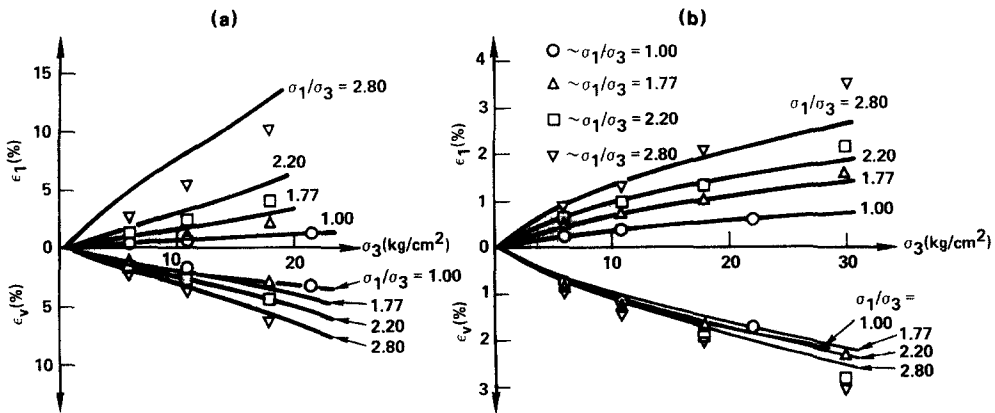 (a)
15
10
5
0
5
10
ε1(%)
εv(%)
σ1/σ3 = 2.80
2.20
1.77
1.00
10
20
σ3(kg/cm²)
σ1/σ3 = 1.00
1.77
2.20
2.80
(b)
4
3
2
1
0
1
2
3
ε1(%)
εv(%)
○ ~σ1/σ3 = 1.00
△ ~σ1/σ3 = 1.77
□ ~σ1/σ3 = 2.20
▽ ~σ1/σ3 = 2.80
σ1/σ3 = 2.80
2.20
1.77
1.00
10
20
30
σ3(kg/cm²)
σ1/σ3 =
1.00
1.77
2.20
2.80